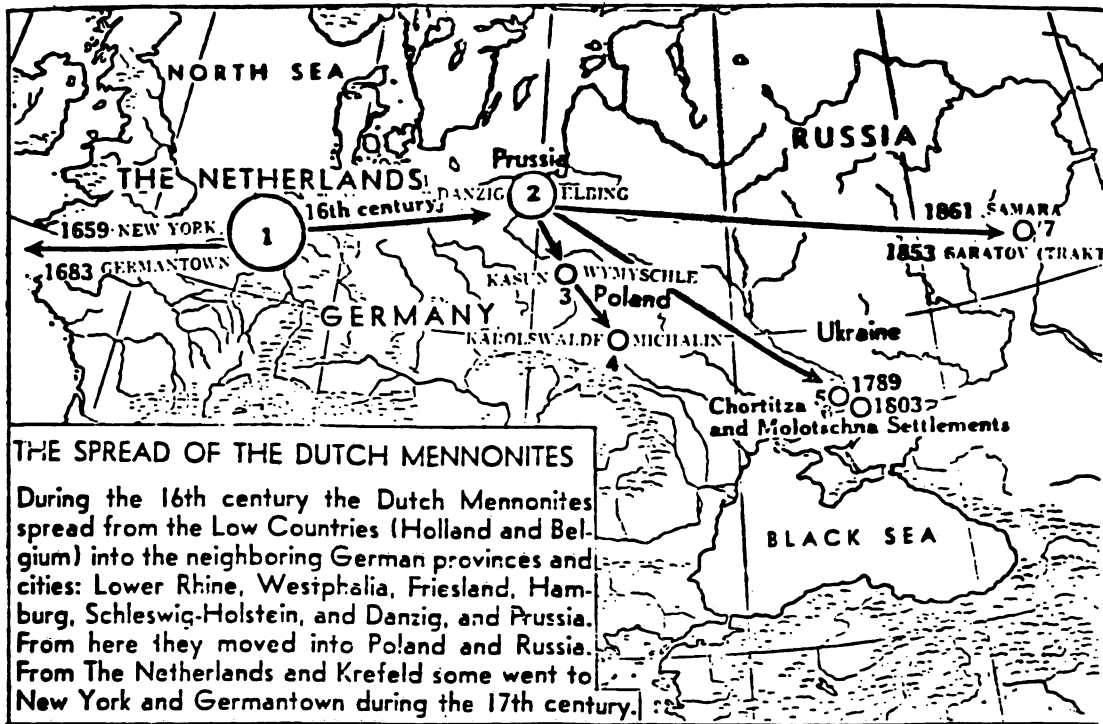 NORTH SEA
RUSSIA
Prussia
THE NETHERLANDS
DANZIG 2 ELBING
16th century
1861 SAMARA
1659 NEW YORK
1
7
1853 SARATOV (TRAKT
1683 GERMANTOWN
KASUN WYMYSCHLE
3 Poland
GERMANY
Ukraine
KAROLSWALDE MICHALIN
4
5 1789
Chortitza 6 1803
and Molotschna Settlements
THE SPREAD OF THE DUTCH MENNONITES
During the 16th century the Dutch Mennonites
spread from the Low Countries (Holland and Bel-
gium) into the neighboring German provinces and
cities: Lower Rhine, Westphalia, Friesland, Ham-
burg, Schleswig-Holstein, and Danzig, and Prussia.
From here they moved into Poland and Russia.
From The Netherlands and Krefeld some went to
New York and Germantown during the 17th century.
BLACK SEA